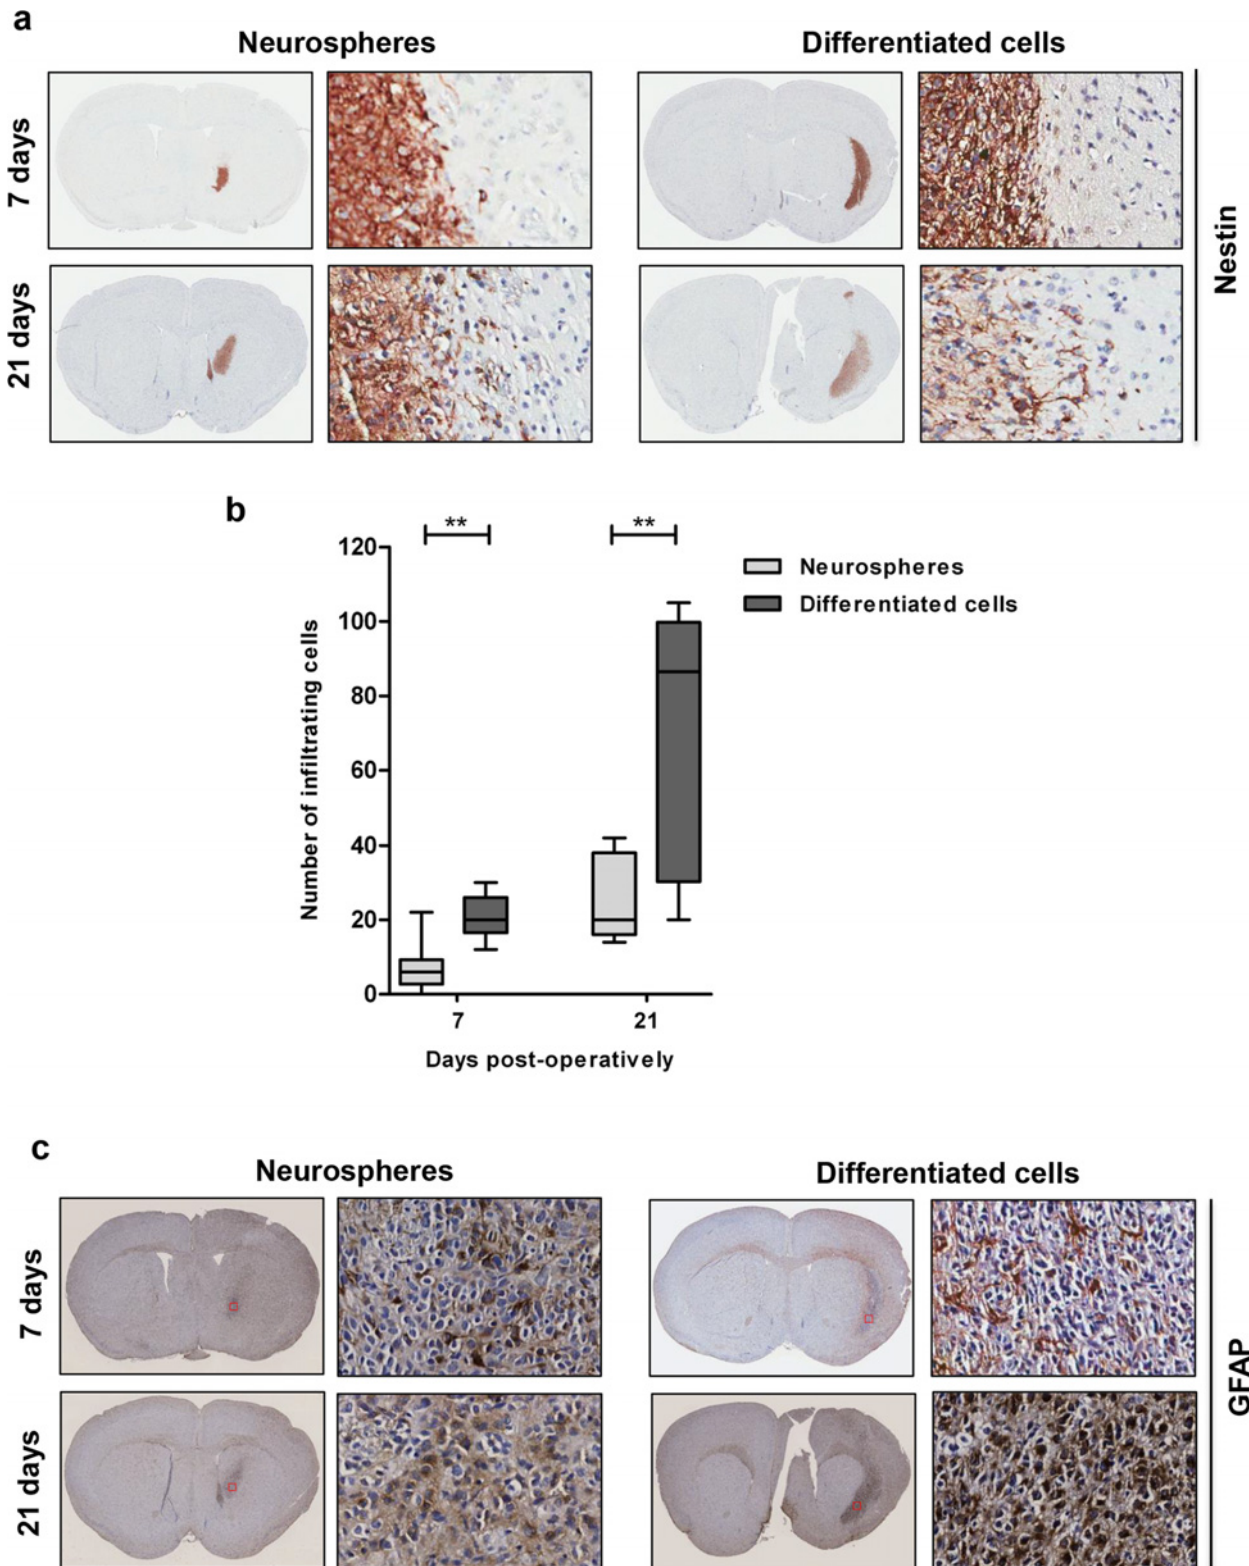 a
Neurospheres
Differentiated cells
7 days
21 days
Nestin
b
**
**
120
100
80
60
40
20
0
Number of infiltrating cells
7
21
Days post-operatively
Neurospheres
Differentiated cells
c
Neurospheres
Differentiated cells
7 days
21 days
GFAP